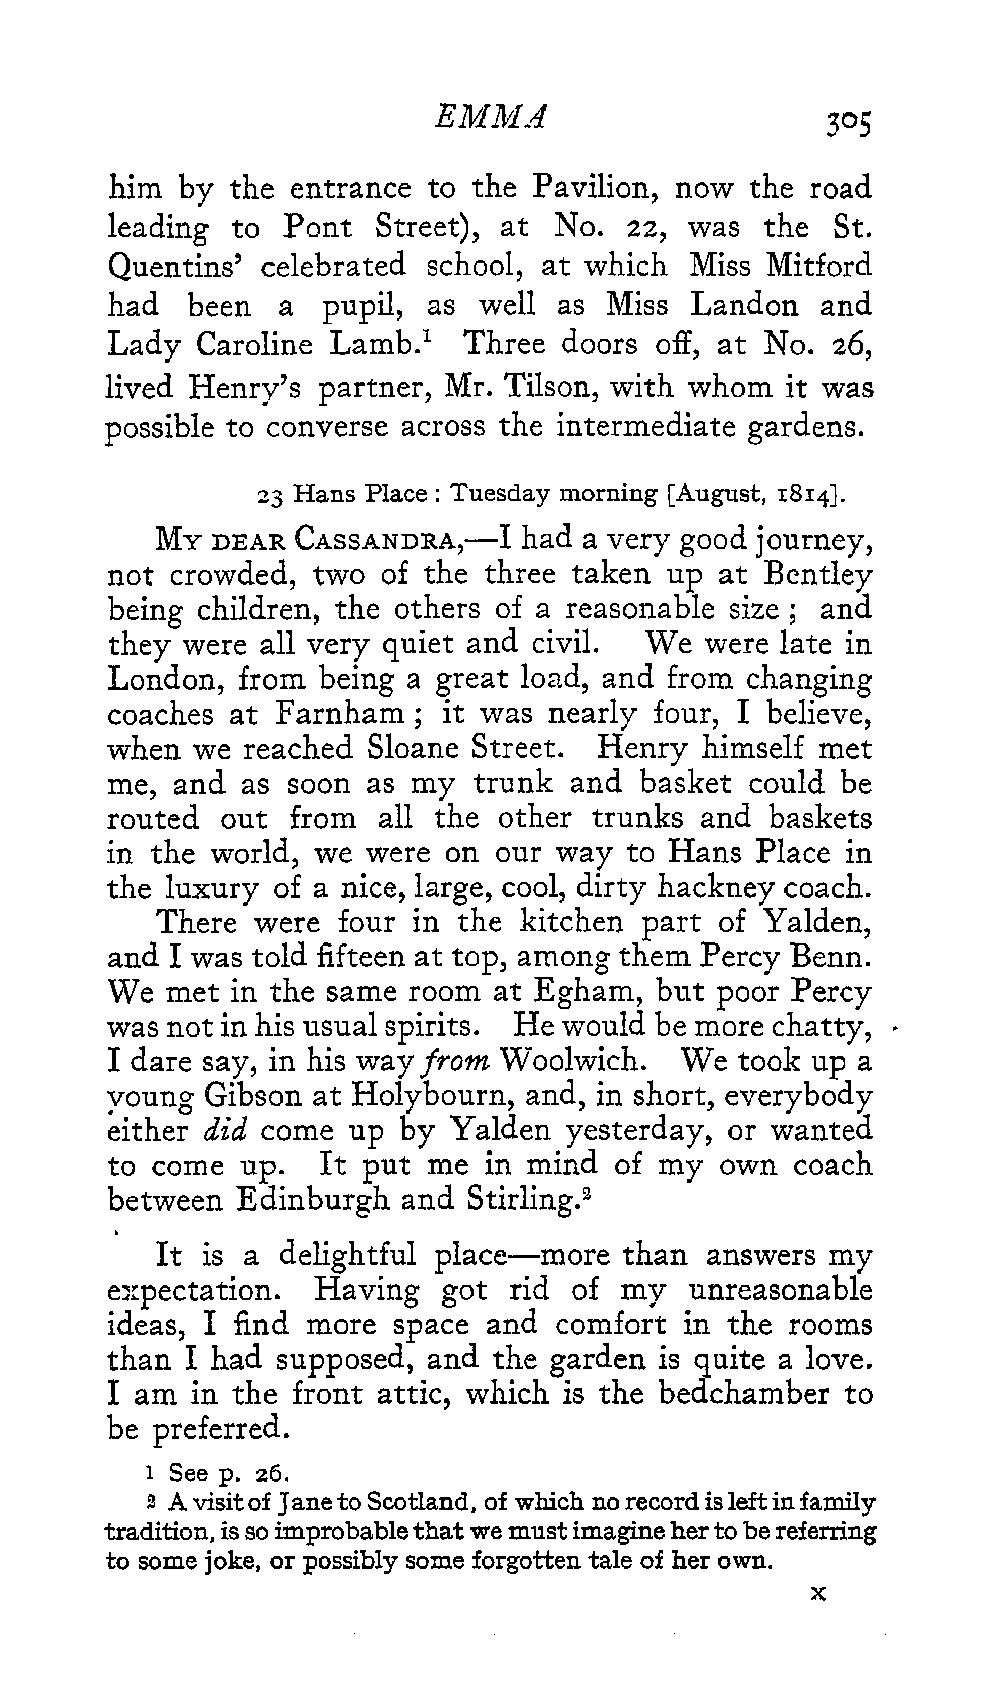 EMMA 305
him by the entrance to the Pavilion, now the road
leading to Pont Street), at No. 22, was the St.
Quentins’ celebrated school, at which Miss Mitford
had been a pupil, as well as Miss Landon and
Lady Caroline Lamb.¹ Three doors off, at No. 26,
lived Henry’s partner, Mr. Tilson, with whom it was
possible to converse across the intermediate gardens.
23 Hans Place : Tuesday morning [August, 1814].
MY DEAR CASSANDRA,—I had a very good journey,
not crowded, two of the three taken up at Bentley
being children, the others of a reasonable size ; and
they were all very quiet and civil. We were late in
London, from being a great load, and from changing
coaches at Farnham ; it was nearly four, I believe,
when we reached Sloane Street. Henry himself met
me, and as soon as my trunk and basket could be
routed out from all the other trunks and baskets
in the world, we were on our way to Hans Place in
the luxury of a nice, large, cool, dirty hackney coach.
There were four in the kitchen part of Yalden,
and I was told fifteen at top, among them Percy Benn.
We met in the same room at Egham, but poor Percy
was not in his usual spirits. He would be more chatty,
I dare say, in his way from Woolwich. We took up a
young Gibson at Holybourn, and, in short, everybody
either did come up by Yalden yesterday, or wanted
to come up. It put me in mind of my own coach
between Edinburgh and Stirling.²
It is a delightful place—more than answers my
expectation. Having got rid of my unreasonable
ideas, I find more space and comfort in the rooms
than I had supposed, and the garden is quite a love.
I am in the front attic, which is the bedchamber to
be preferred.
¹ See p. 26.
² A visit of Jane to Scotland, of which no record is left in family
tradition, is so improbable that we must imagine her to be referring
to some joke, or possibly some forgotten tale of her own.
X